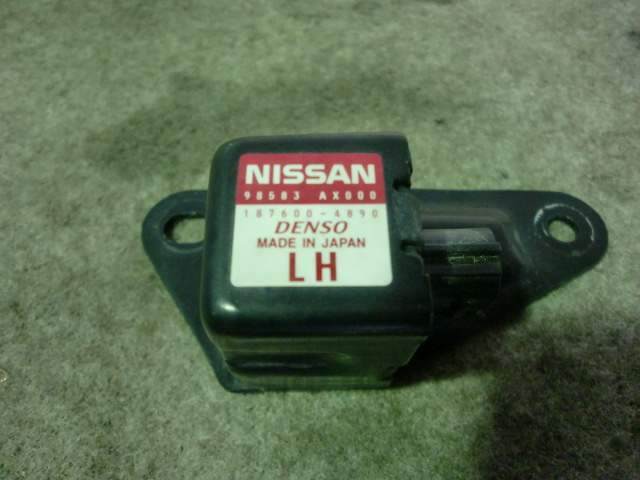 NISSAN
98583 AX000
187600-4890
DENSO
MADE IN JAPAN
LH